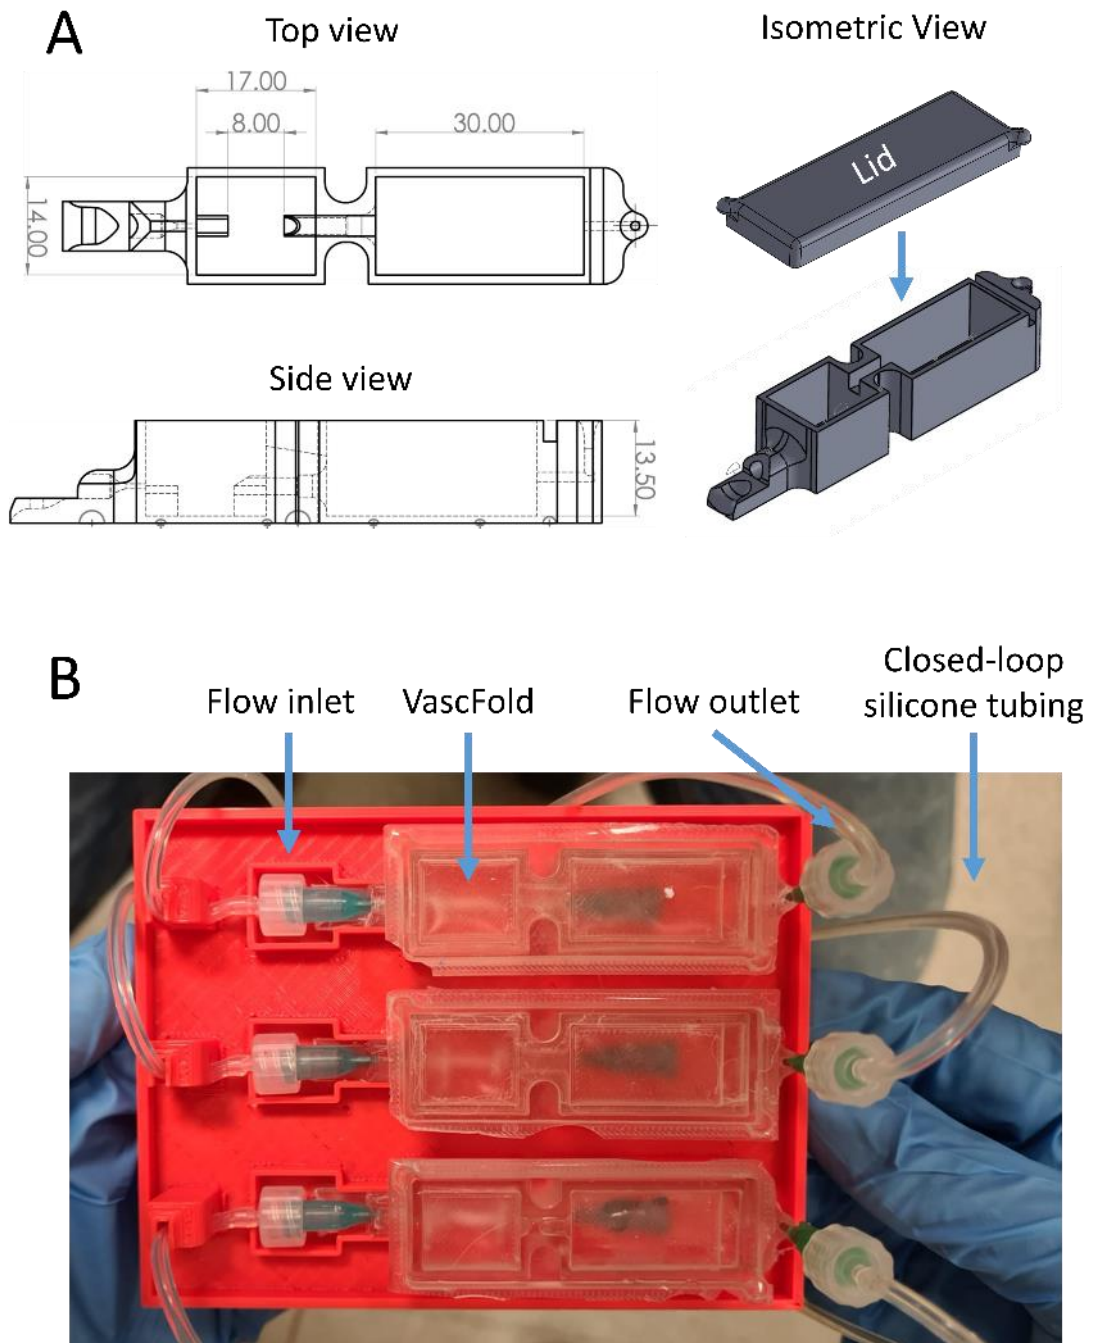 A
Top view
Isometric View
17.00
8.00
30.00
14.00
Lid
Side view
13.50
B
Flow inlet
VascFold
Flow outlet
Closed-loop
silicone tubing